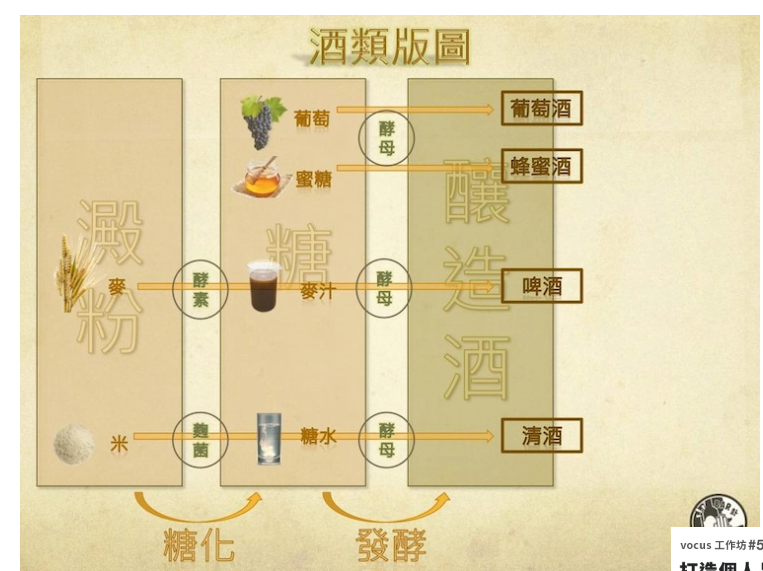 酒類版圖
澱粉
糖
釀造酒
葡萄
酵母
葡萄酒
蜜糖
蜂蜜酒
麥
酵素
麥汁
酵母
啤酒
米
麴菌
糖水
酵母
清酒
糖化
發酵
vocus 工作坊#5
打造個人